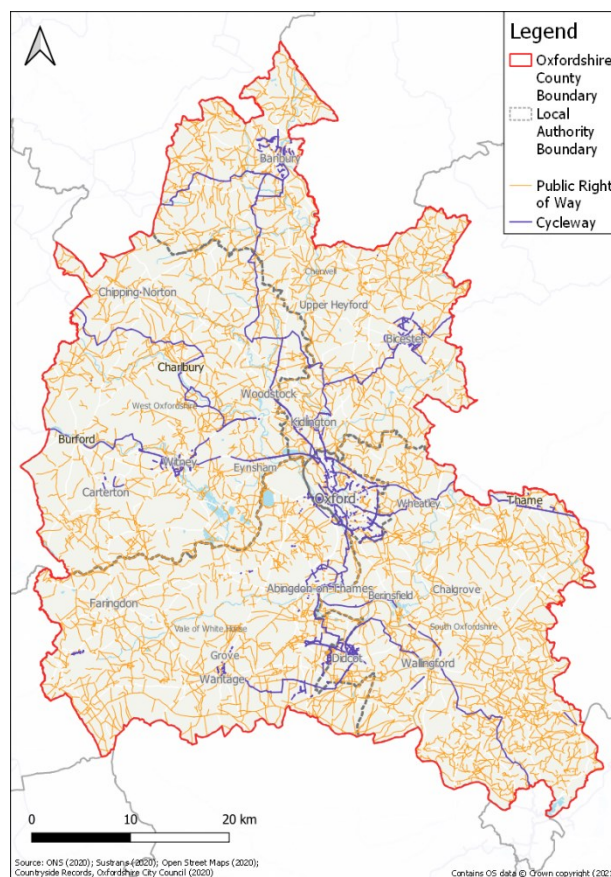 Legend
Oxfordshire
County
Boundary
Local
Authority
Boundary
Public Right
of Way
Cycleway
Banbury
Cherwell
Chipping Norton
Upper Heyford
Bicester
Charlbury
Woodstock
West Oxfordshire
Kidlington
Burford
Witney
Eynsham
Carterton
Oxford
Wheatley
Thame
Abingdon-on-Thames
Berinsfield
Chalgrove
Faringdon
Vale of White Horse
South Oxfordshire
Grove
Didcot
Wallingford
Wantage
0
10
20 km
Source: ONS (2020); Sustrans (2020); Open Street Maps (2020);
Countryside Records, Oxfordshire City Council (2020)
Contains OS data © Crown copyright (202